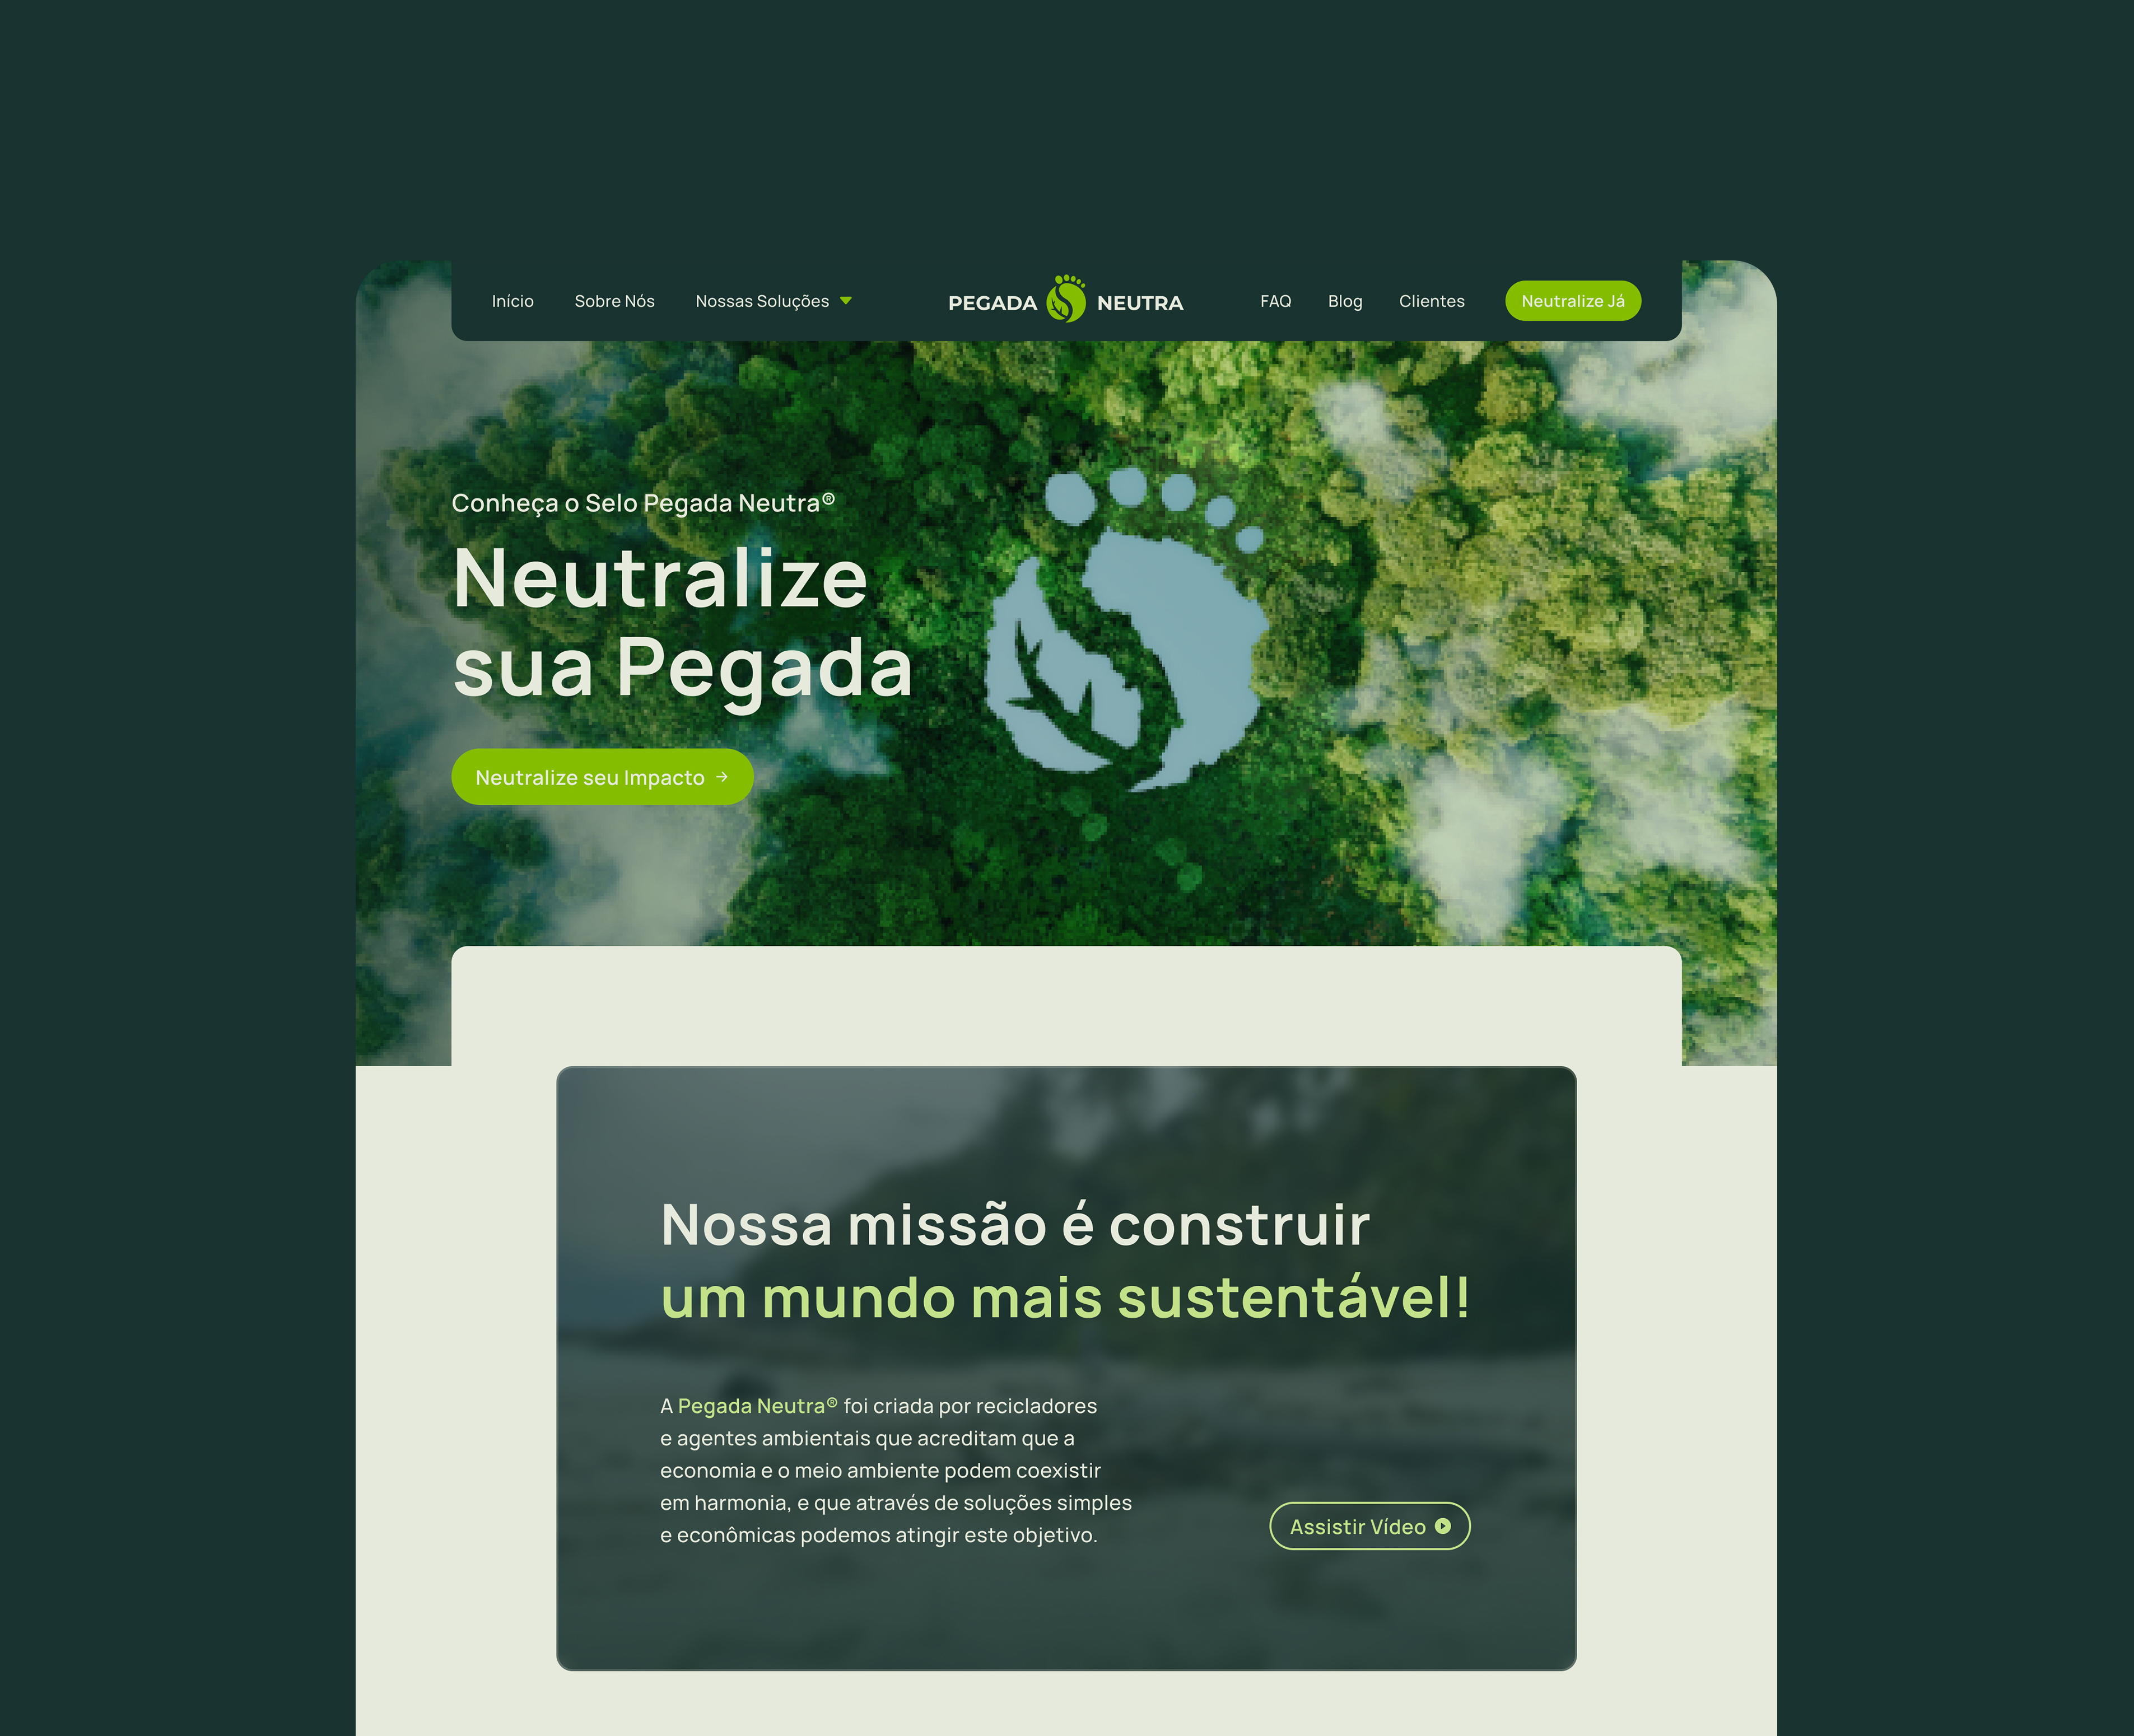 Início Sobre Nós Nossas Soluções PEGADA NEUTRA FAQ Blog Clientes Neutralize Já
Conheça o Selo Pegada Neutra®
Neutralize
sua Pegada
Neutralize seu Impacto →
Nossa missão é construir
um mundo mais sustentável!
A Pegada Neutra® foi criada por recicladores
e agentes ambientais que acreditam que a
economia e o meio ambiente podem coexistir
em harmonia, e que através de soluções simples
e econômicas podemos atingir este objetivo.
Assistir Vídeo